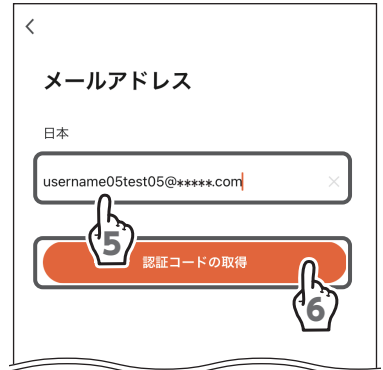 メールアドレス
日本
username05test05@*****.com
5
認証コードの取得
6